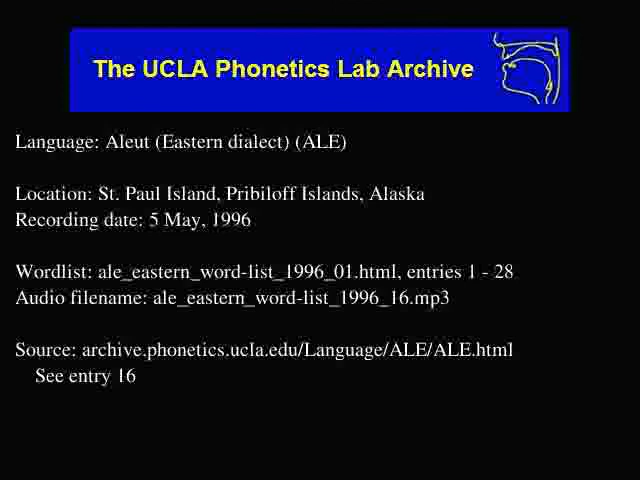 The UCLA Phonetics Lab Archive
Language: Aleut (Eastern dialect) (ALE)
Location: St. Paul Island, Pribiloff Islands, Alaska
Recording date: 5 May, 1996
Wordlist: ale_eastern_word-list_1996_01.html, entries 1 - 28
Audio filename: ale_eastern_word-list_1996_16.mp3
Source: archive.phonetics.ucla.edu/Language/ALE/ALE.html
See entry 16